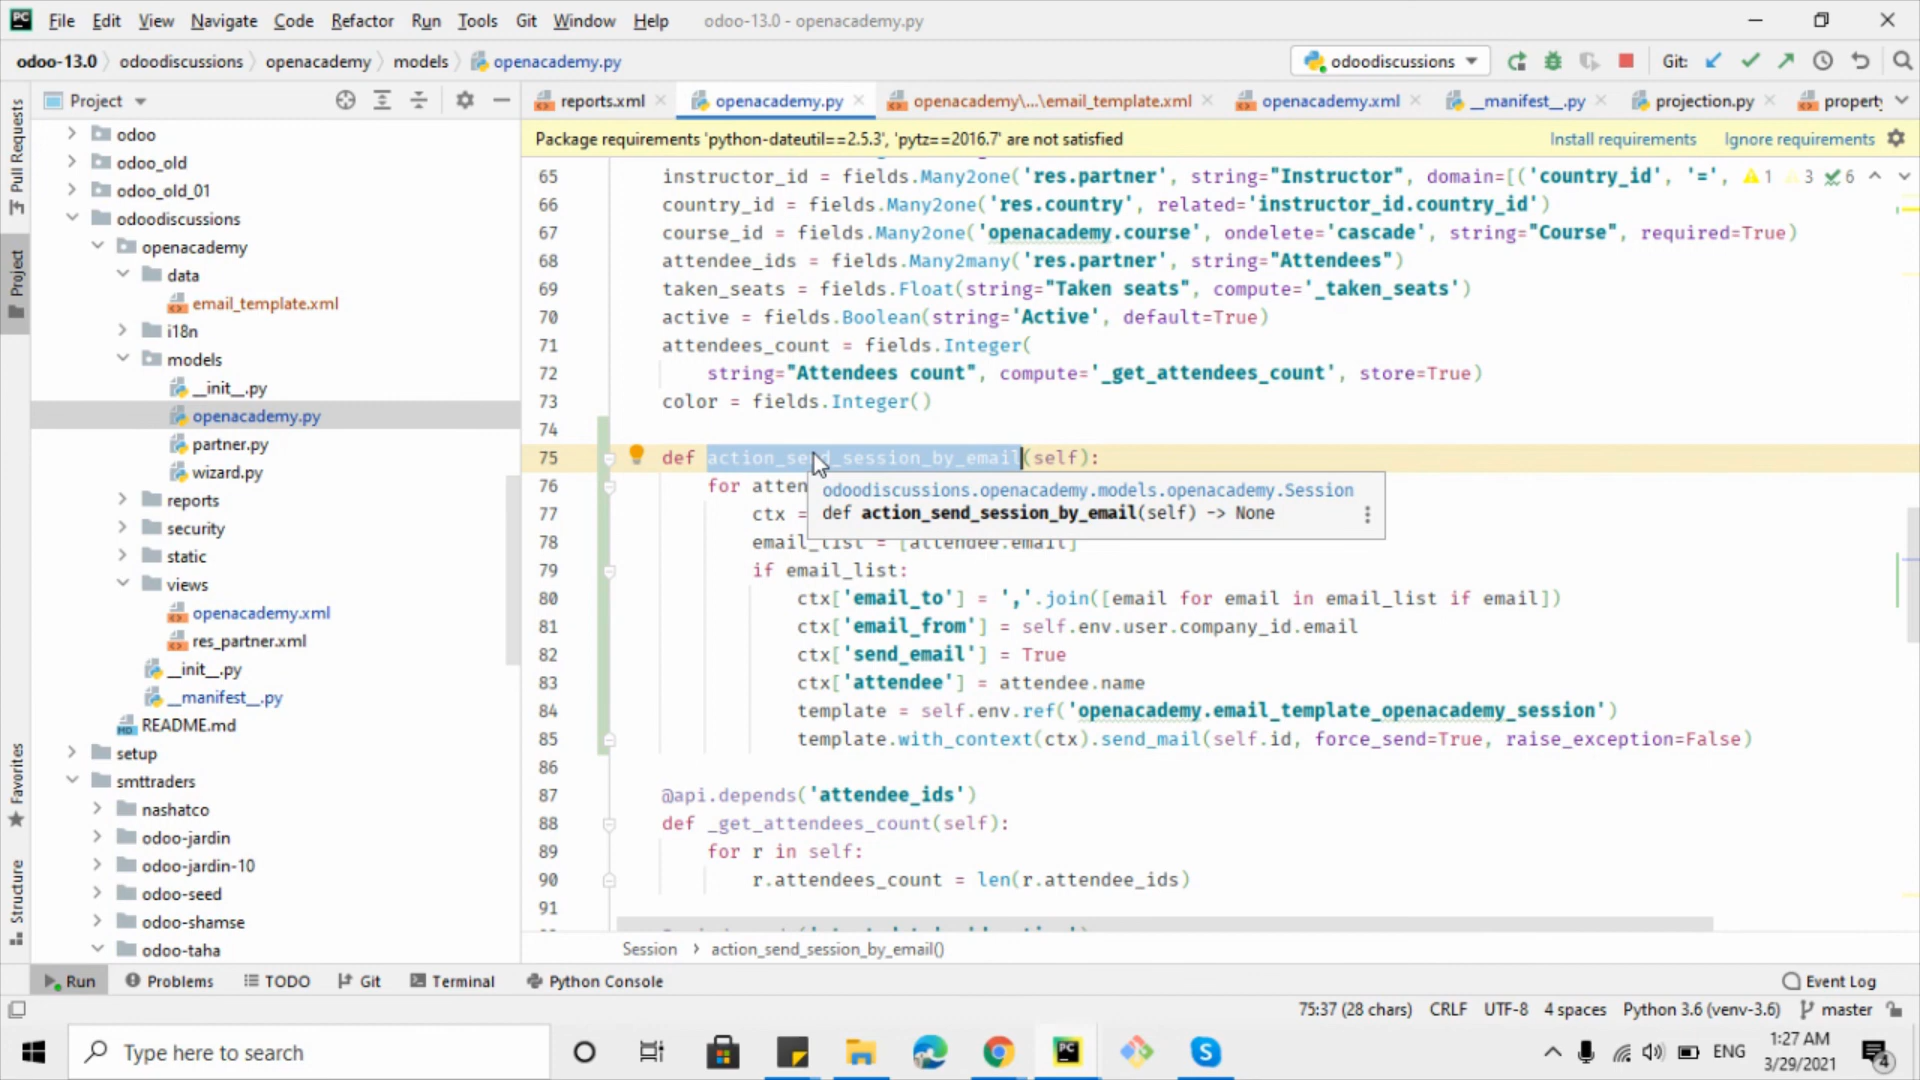 PC File Edit View Navigate Code Refactor Run Tools Git Window Help odoo-13.0 - openacademy.py
odoo-13.0 odoodiscussions openacademy models openacademy.py odoodiscussions Git:
Project
reports.xml openacademy.py openacademy\...\email_template.xml openacademy.xml __manifest__.py projection.py property
Package requirements 'python-dateutil==2.5.3', 'pytz==2016.7' are not satisfied Install requirements Ignore requirements
Pull Requests
Project
Favorites
Structure
odoo
odoo_old
odoo_old_01
odoodiscussions
openacademy
data
email_template.xml
i18n
models
__init__.py
openacademy.py
partner.py
wizard.py
reports
security
static
views
openacademy.xml
res_partner.xml
__init__.py
__manifest__.py
README.md
setup
smttraders
nashatco
odoo-jardin
odoo-jardin-10
odoo-seed
odoo-shamse
odoo-taha
65 instructor_id = fields.Many2one('res.partner', string="Instructor", domain=[('country_id', '=', 1 3 6
66 country_id = fields.Many2one('res.country', related='instructor_id.country_id')
67 course_id = fields.Many2one('openacademy.course', ondelete='cascade', string="Course", required=True)
68 attendee_ids = fields.Many2many('res.partner', string="Attendees")
69 taken_seats = fields.Float(string="Taken seats", compute='_taken_seats')
70 active = fields.Boolean(string='Active', default=True)
71 attendees_count = fields.Integer(
72 string="Attendees count", compute='_get_attendees_count', store=True)
73 color = fields.Integer()
74
75 def action_send_session_by_email(self):
76 for atten
odoodiscussions.openacademy.models.openacademy.Session
def action_send_session_by_email(self) -> None
77 ctx =
78 email_list = [attendee.email]
79 if email_list:
80 ctx['email_to'] = ','.join([email for email in email_list if email])
81 ctx['email_from'] = self.env.user.company_id.email
82 ctx['send_email'] = True
83 ctx['attendee'] = attendee.name
84 template = self.env.ref('openacademy.email_template_openacademy_session')
85 template.with_context(ctx).send_mail(self.id, force_send=True, raise_exception=False)
86
87 @api.depends('attendee_ids')
88 def _get_attendees_count(self):
89 for r in self:
90 r.attendees_count = len(r.attendee_ids)
91
Session action_send_session_by_email()
Run Problems TODO Git Terminal Python Console Event Log
75:37 (28 chars) CRLF UTF-8 4 spaces Python 3.6 (venv-3.6) master
Type here to search
PC
S
ENG
1:27 AM
3/29/2021
4